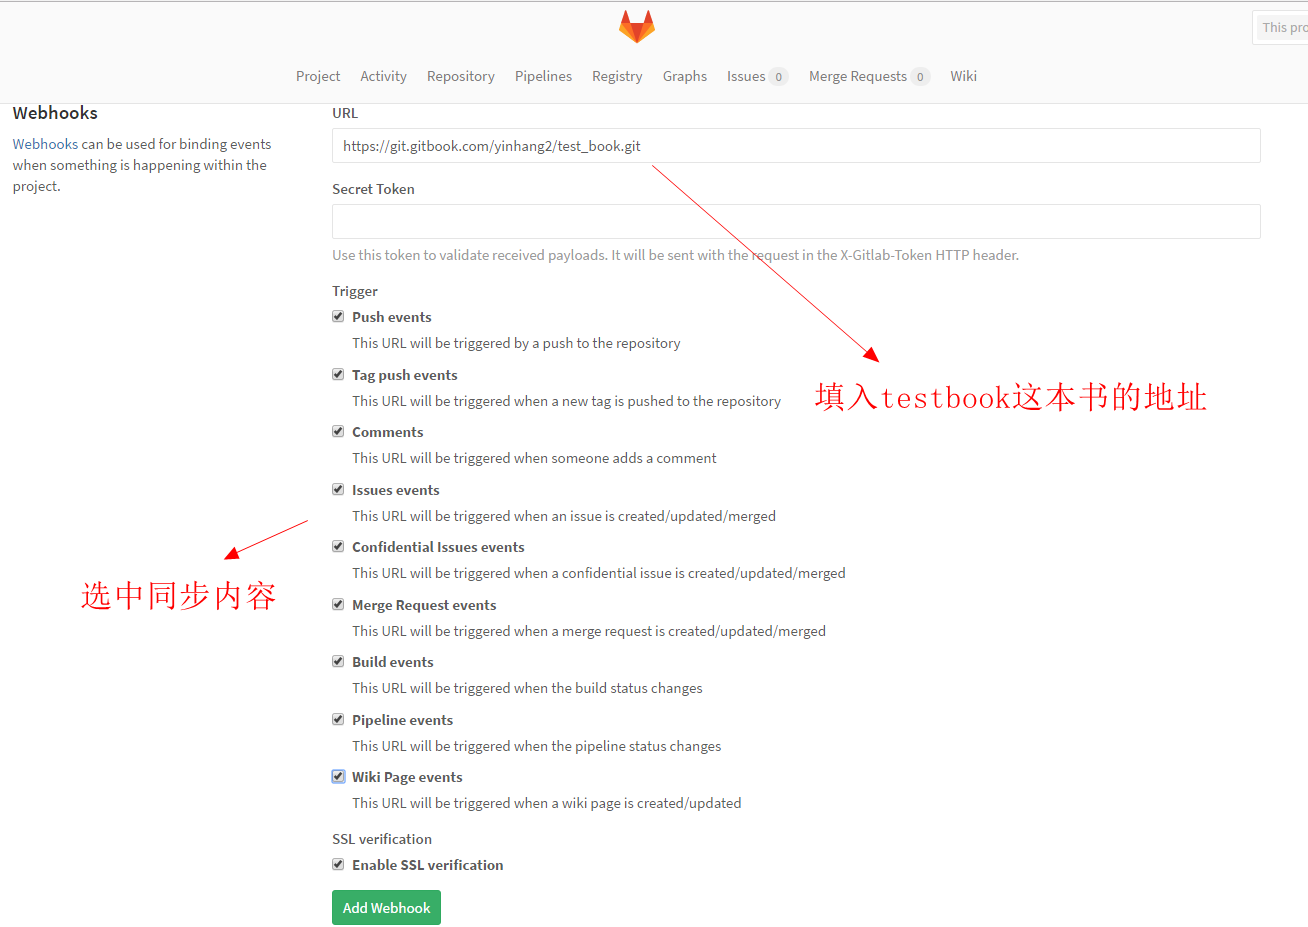 This pro
Project Activity Repository Pipelines Registry Graphs Issues 0 Merge Requests 0 Wiki
Webhooks
Webhooks can be used for binding events
when something is happening within the
project.
URL
https://git.gitbook.com/yinhang2/test_book.git
Secret Token
Use this token to validate received payloads. It will be sent with the request in the X-Gitlab-Token HTTP header.
Trigger
Push events
This URL will be triggered by a push to the repository
Tag push events
This URL will be triggered when a new tag is pushed to the repository
填入testbook这本书的地址
Comments
This URL will be triggered when someone adds a comment
Issues events
This URL will be triggered when an issue is created/updated/merged
Confidential Issues events
This URL will be triggered when a confidential issue is created/updated/merged
选中同步内容
Merge Request events
This URL will be triggered when a merge request is created/updated/merged
Build events
This URL will be triggered when the build status changes
Pipeline events
This URL will be triggered when the pipeline status changes
Wiki Page events
This URL will be triggered when a wiki page is created/updated
SSL verification
Enable SSL verification
Add Webhook